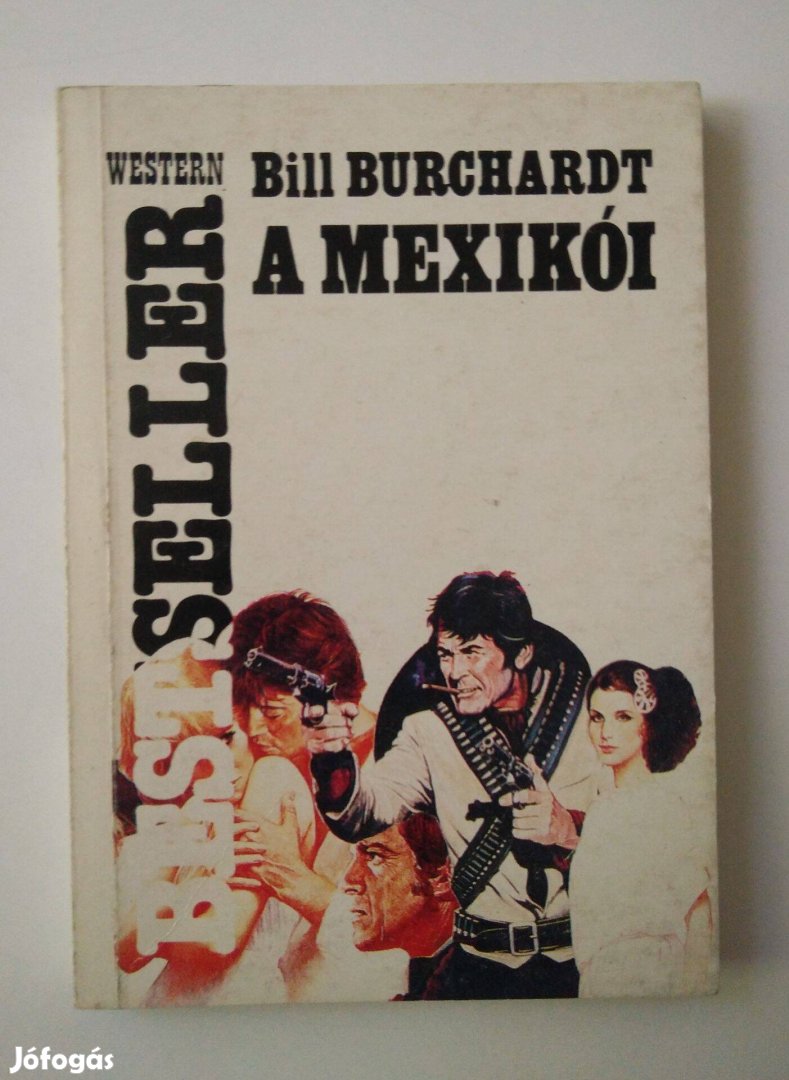 WESTERN
BESTSELLER
Bill BURCHARDT
A MEXIKÓI
Jófogás